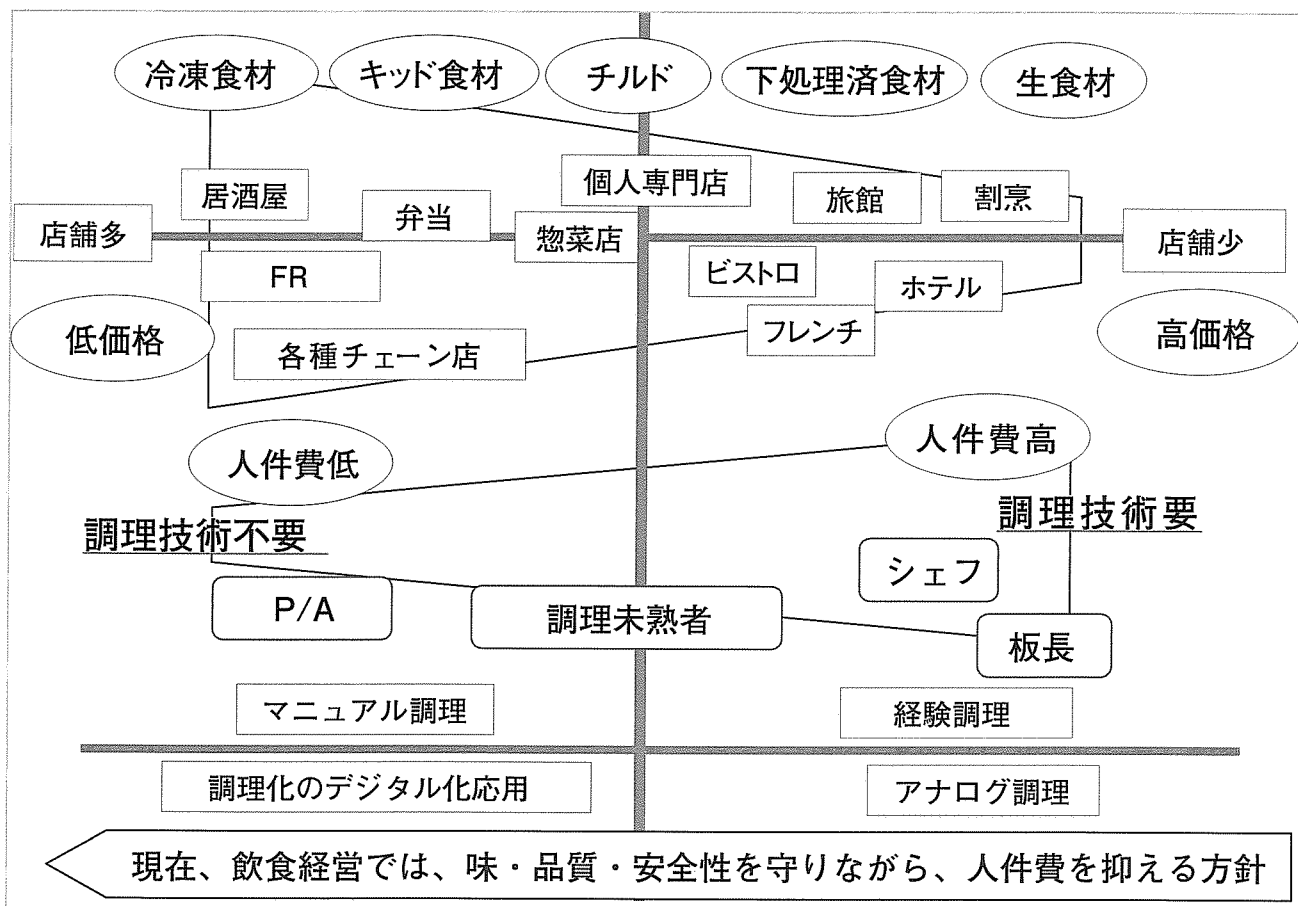 冷凍食材
キッド食材
チルド
下処理済食材
生食材
居酒屋
弁当
惣菜店
個人専門店
旅館
割烹
店舗多
店舗少
FR
ビストロ
ホテル
フレンチ
低価格
各種チェーン店
高価格
人件費低
人件費高
調理技術不要
調理技術要
シェフ
P/A
調理未熟者
板長
マニュアル調理
経験調理
調理化のデジタル化応用
アナログ調理
現在、飲食経営では、味・品質・安全性を守りながら、人件費を抑える方針